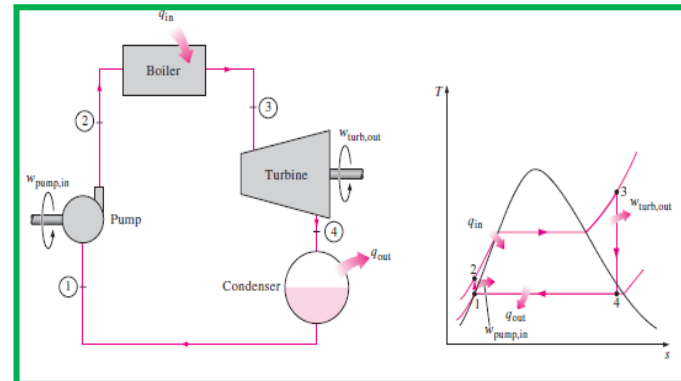 q_in
Boiler
2
3
w_turb,out
w_pump,in
Turbine
Pump
4
q_out
1
Condenser
T
3
w_turb,out
q_in
2
1
4
q_out
w_pump,in
s